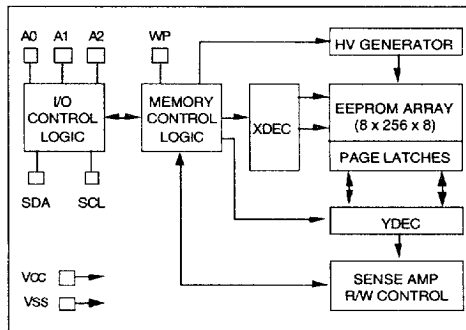 A0 A1 A2 WP
HV GENERATOR
I/O
CONTROL
LOGIC
MEMORY
CONTROL
LOGIC
XDEC
EEPROM ARRAY
(8 x 256 x 8)
PAGE LATCHES
SDA SCL
YDEC
VCC
VSS
SENSE AMP
R/W CONTROL